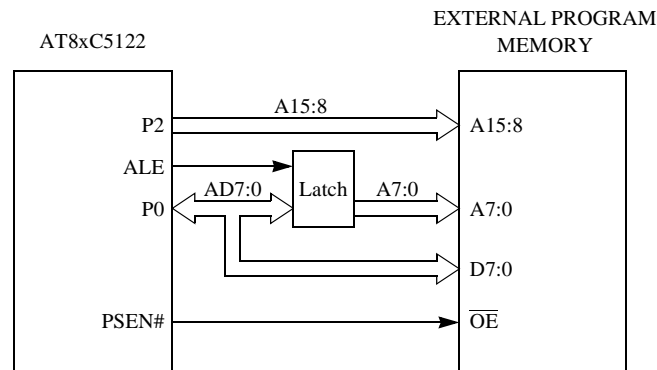 EXTERNAL PROGRAM
MEMORY
AT8xC5122
A15:8
P2
A15:8
ALE
AD7:0
Latch
A7:0
P0
A7:0
D7:0
PSEN#
OE